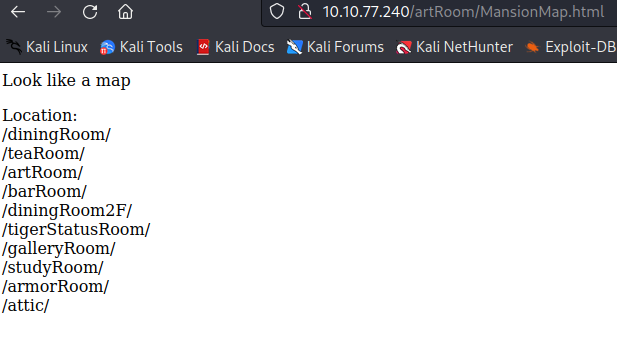 10.10.77.240/artRoom/MansionMap.html
Kali Linux Kali Tools Kali Docs Kali Forums Kali NetHunter Exploit-DB
Look like a map
Location:
/diningRoom/
/teaRoom/
/artRoom/
/barRoom/
/diningRoom2F/
/tigerStatusRoom/
/galleryRoom/
/studyRoom/
/armorRoom/
/attic/